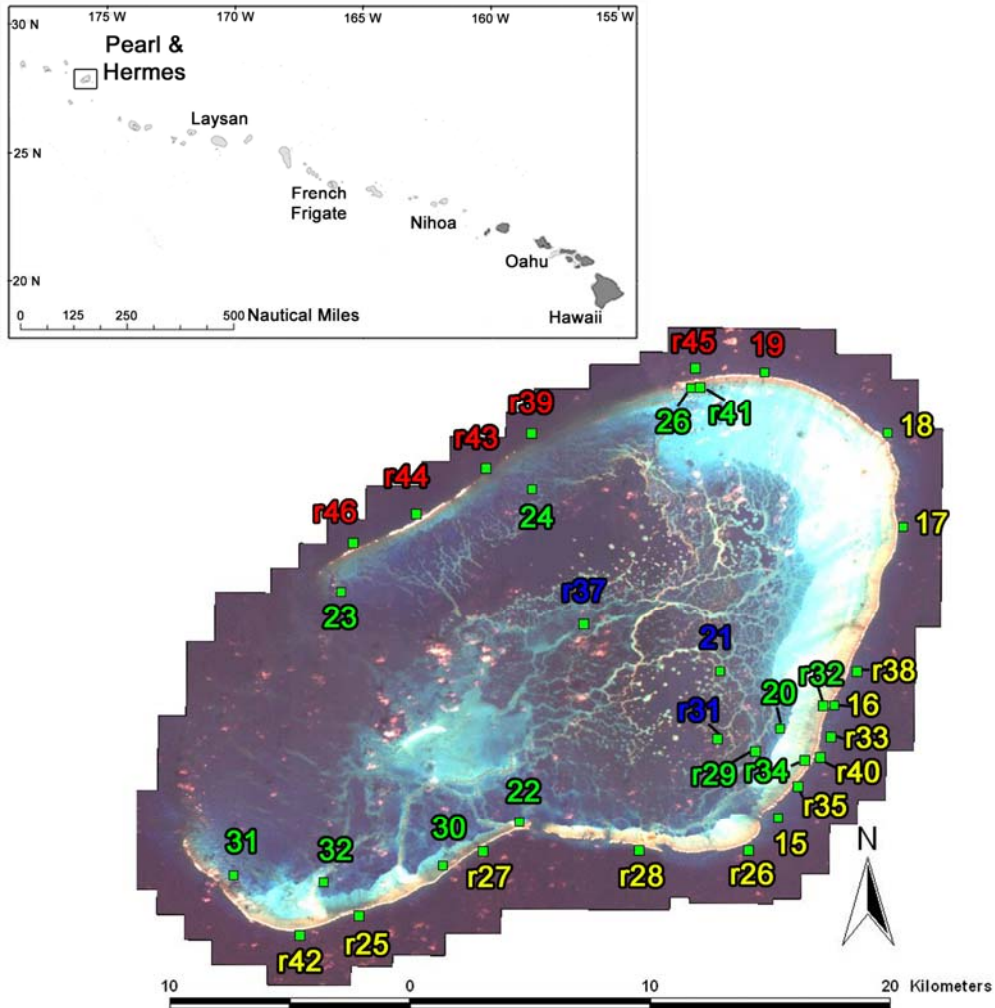 175 W 170 W 165 W 160 W 155 W
30 N
Pearl &
Hermes
Laysan
25 N
French
Frigate
Nihoa
Oahu
20 N
0 125 250 500 Nautical Miles
Hawaii
r45 19
r39
26 r41
r43
18
r44
r46
24
17
23
r37
21
r32
r38
20
16
r31
r33
r29 r34
r40
22
r35
30
15
31
32
r27
r28
r26
N
r25
r42
10 0 10 20 Kilometers